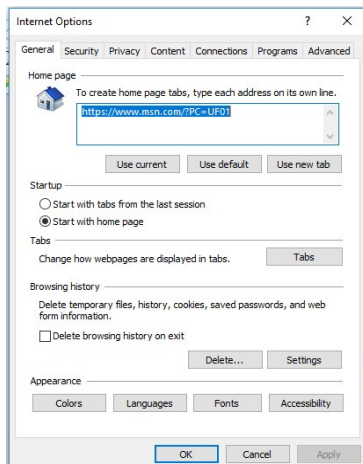 Internet Options
General Security Privacy Content Connections Programs Advanced
Home page
To create home page tabs, type each address on its own line.
https://www.msn.com/?PC=UF01
Use current Use default Use new tab
Startup
Start with tabs from the last session
Start with home page
Tabs
Change how webpages are displayed in tabs. Tabs
Browsing history
Delete temporary files, history, cookies, saved passwords, and web
form information.
Delete browsing history on exit
Delete... Settings
Appearance
Colors Languages Fonts Accessibility
OK Cancel Apply